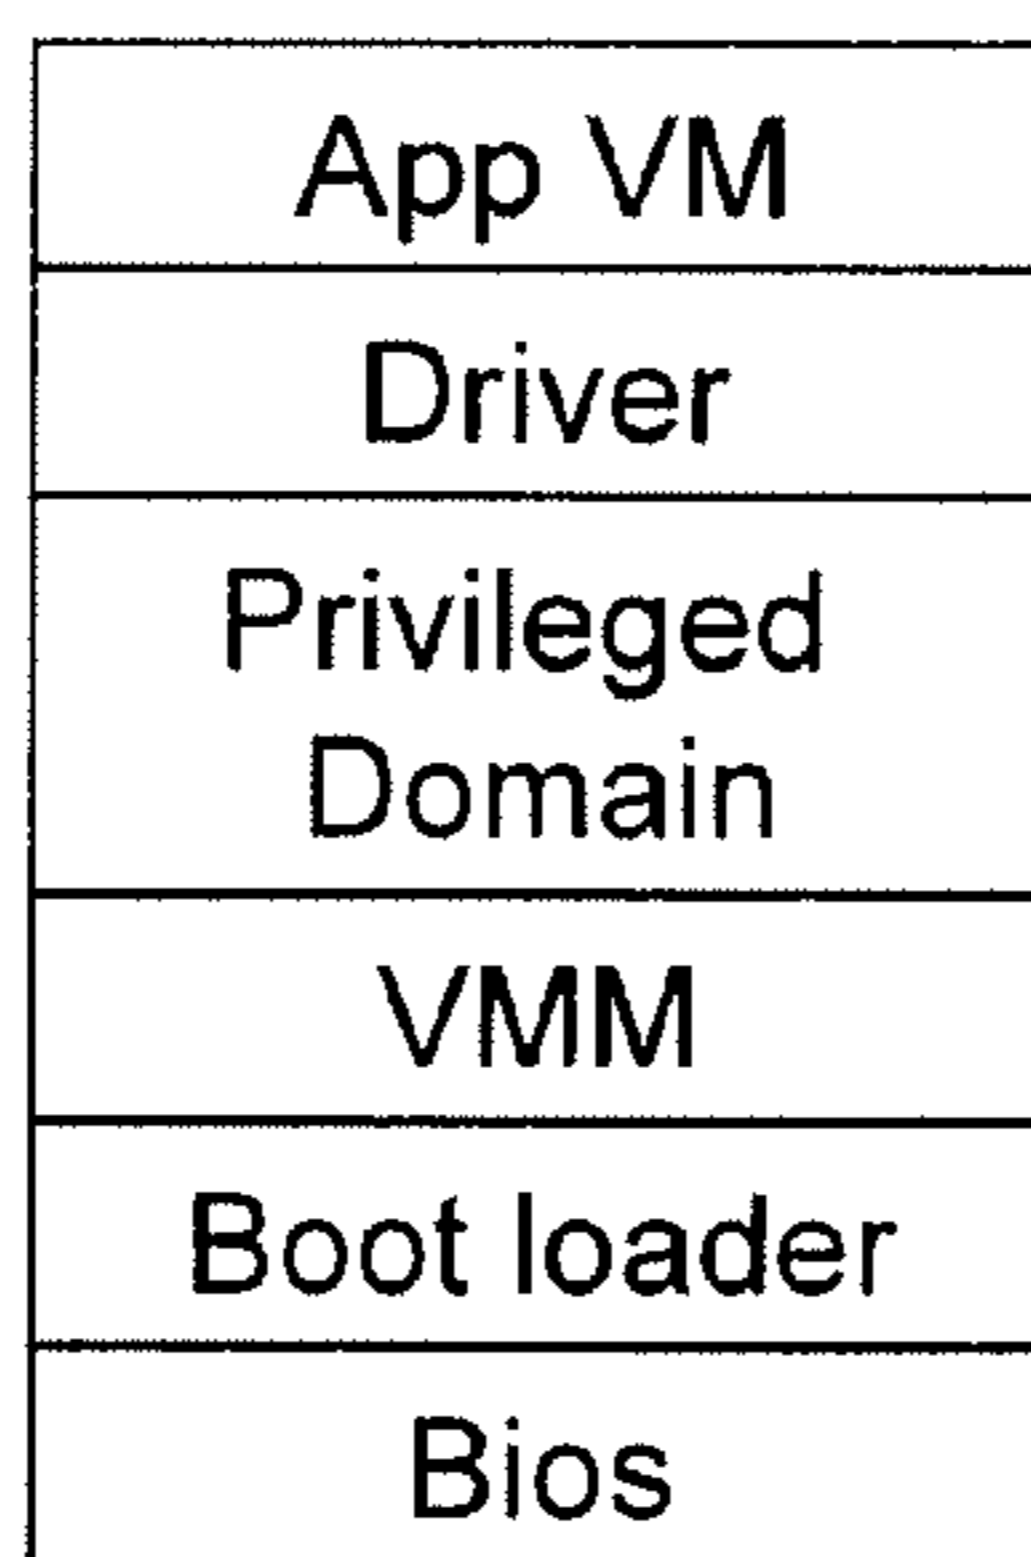 App VM
Driver
Privileged
Domain
VMM
Boot loader
Bios